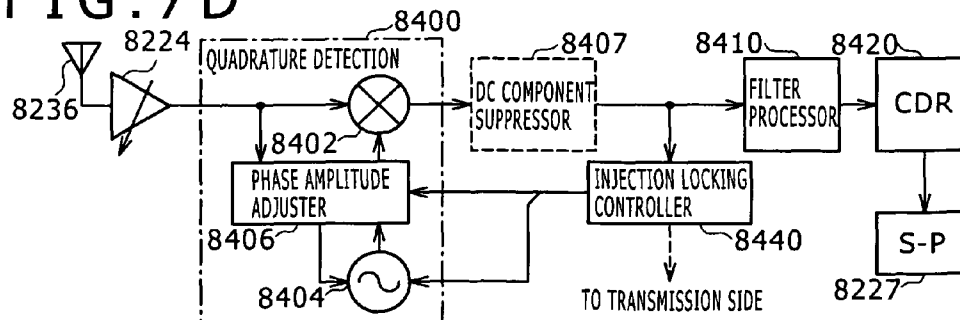 FIG.7D
8400
8224
8407
8410
8420
QUADRATURE DETECTION
8236
DC COMPONENT
SUPPRESSOR
FILTER
PROCESSOR
CDR
8402
PHASE AMPLITUDE
ADJUSTER
INJECTION LOCKING
CONTROLLER
8406
8440
S-P
8404
TO TRANSMISSION SIDE
8227